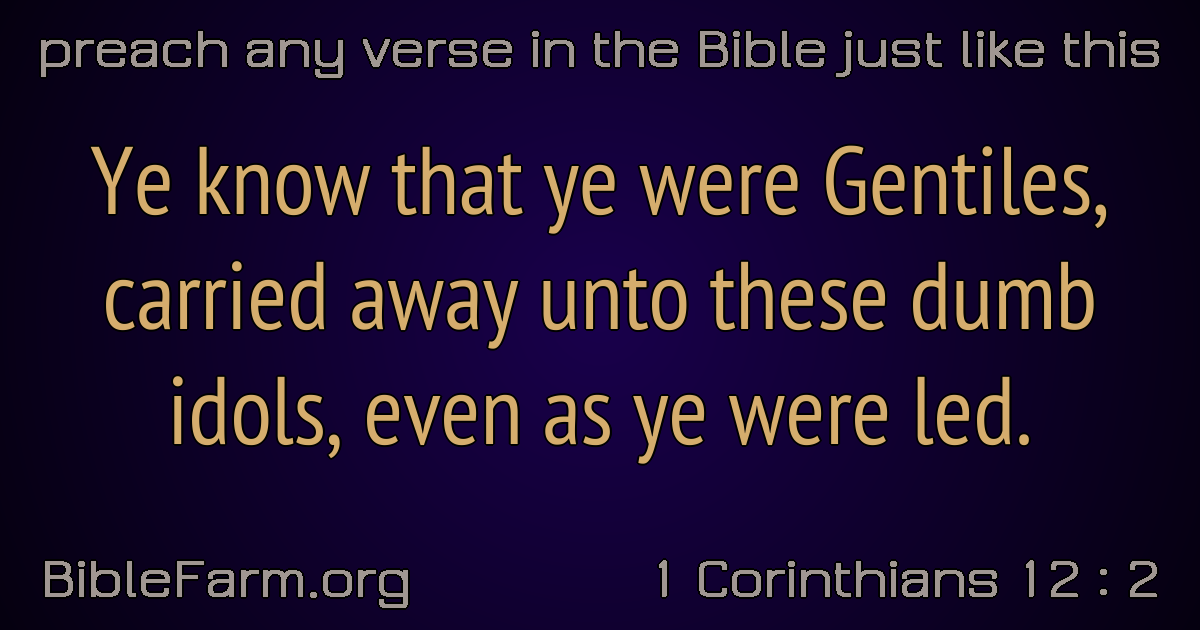 preach any verse in the Bible just like this
Ye know that ye were Gentiles,
carried away unto these dumb
idols, even as ye were led.
BibleFarm.org
1 Corinthians 12 : 2